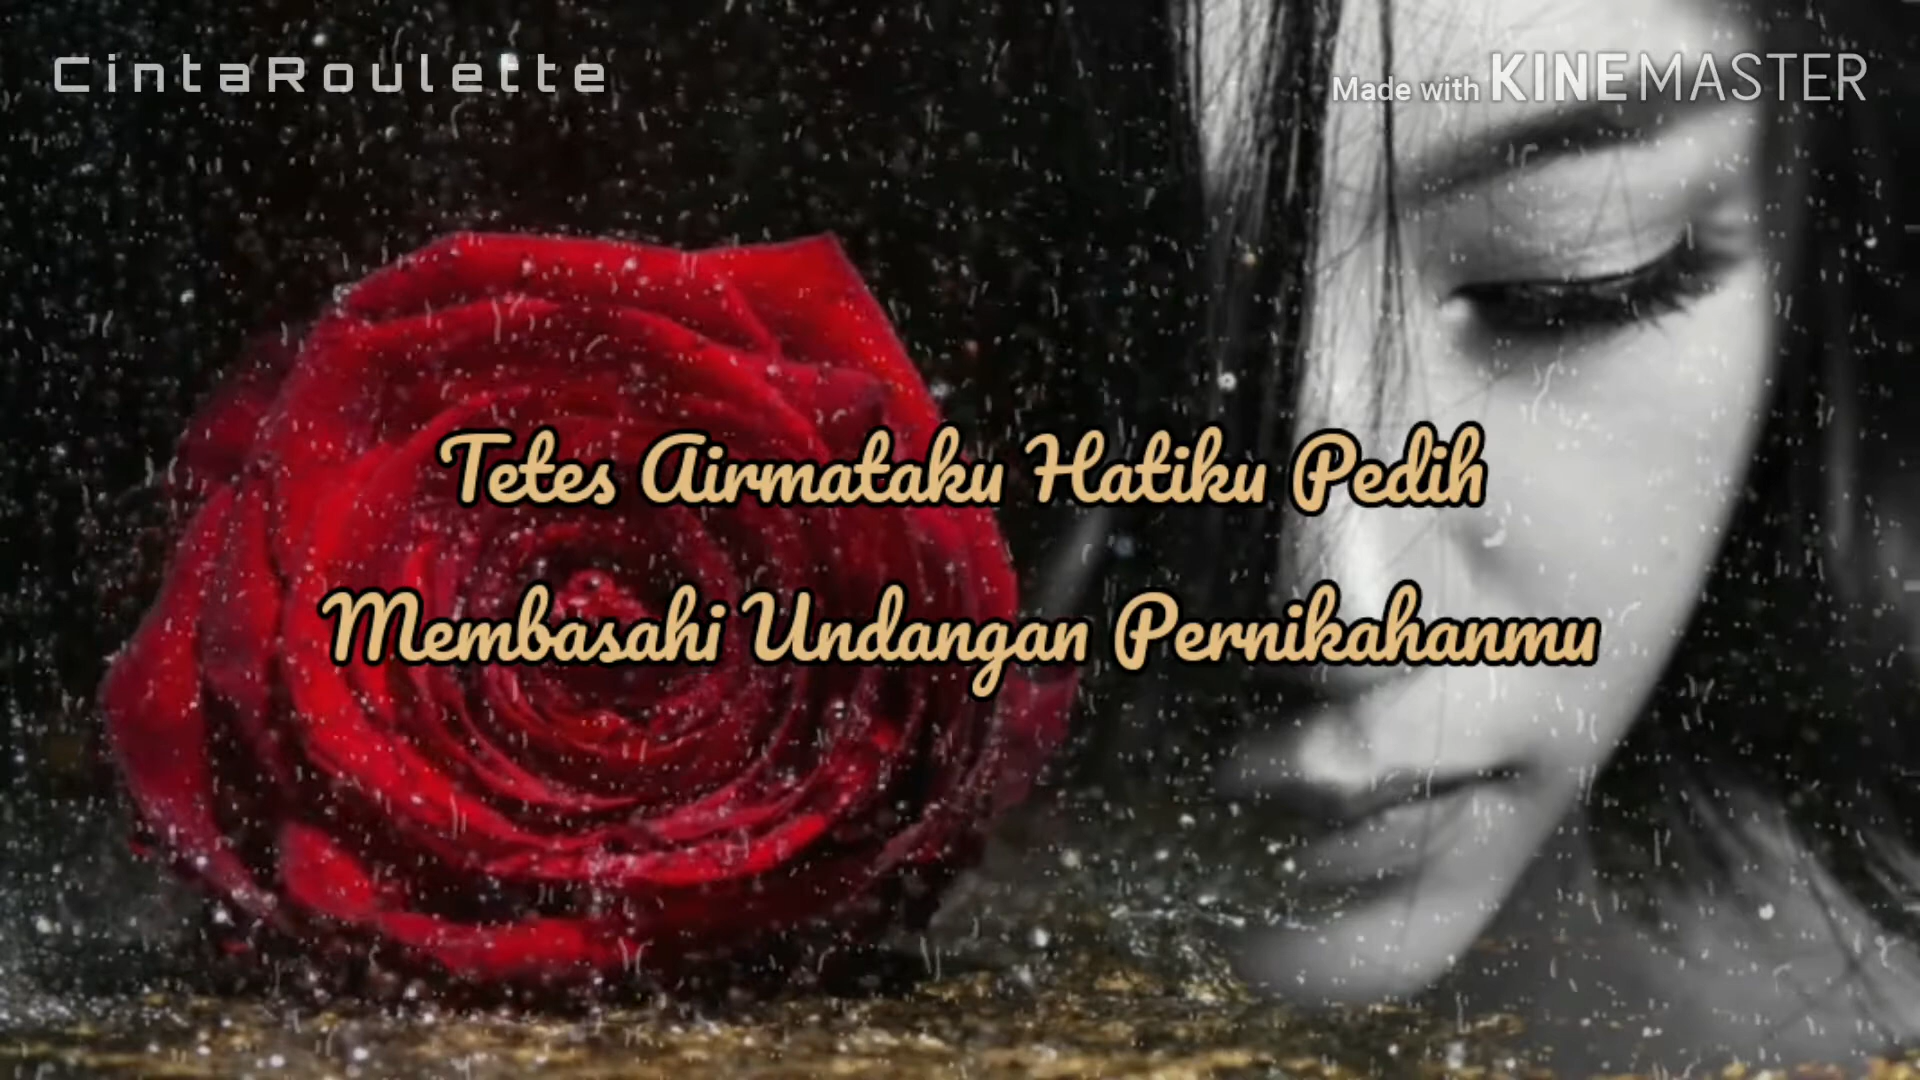 CintaRoulette
Made with KINEMASTER
Tetes Airmataku Hatiku Pedih
Membasahi Undangan Pernikahanmu